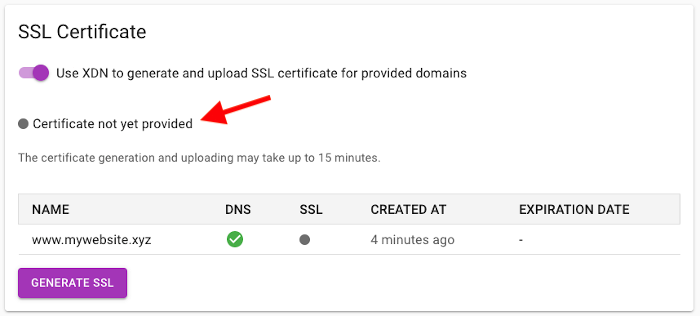 SSL Certificate
Use XDN to generate and upload SSL certificate for provided domains
Certificate not yet provided
The certificate generation and uploading may take up to 15 minutes.
NAME DNS SSL CREATED AT EXPIRATION DATE
www.mywebsite.xyz 4 minutes ago -
GENERATE SSL